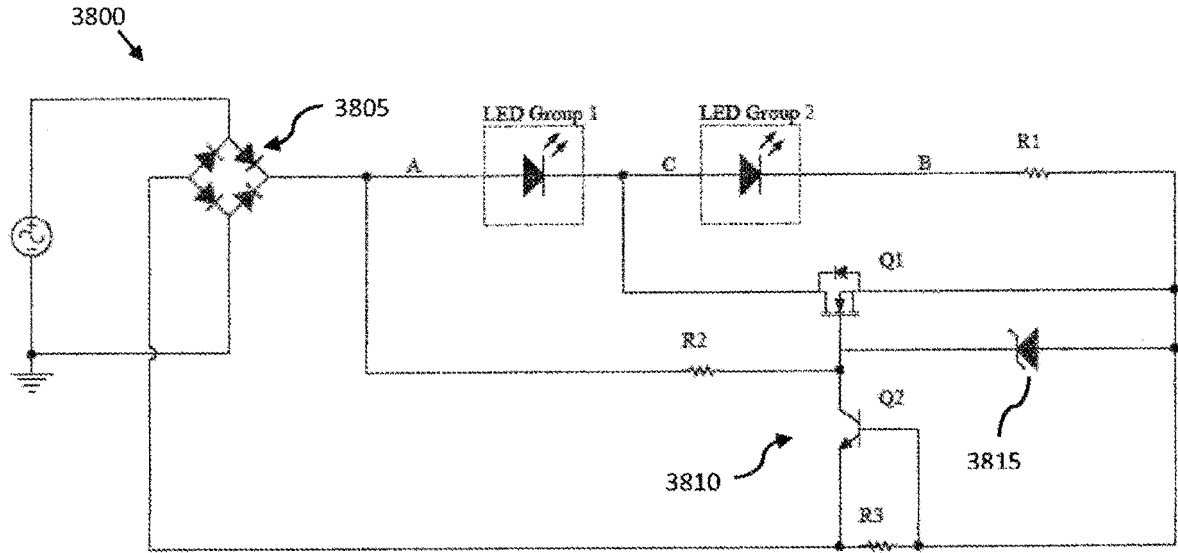 3800
3805
LED Group 1
LED Group 2
A
C
B
R1
Q1
R2
Q2
3810
3815
R3